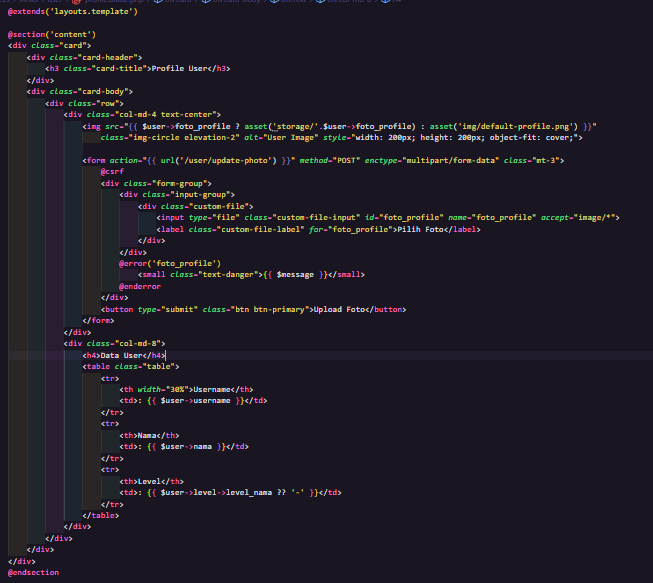 @extends('layouts.template')
@section('content')
<div class="card">
<div class="card-header">
<h3 class="card-title">Profile User</h3>
</div>
<div class="card-body">
<div class="row">
<div class="col-md-4 text-center">
<img src="{{ $user->foto_profile ? asset('storage/'.$user->foto_profile) : asset('img/default-profile.png') }}"
class="img-circle elevation-2" alt="User Image" style="width: 200px; height: 200px; object-fit: cover;">
<form action="{{ url('/user/update-photo') }}" method="POST" enctype="multipart/form-data" class="mt-3">
@csrf
<div class="form-group">
<div class="input-group">
<div class="custom-file">
<input type="file" class="custom-file-input" id="foto_profile" name="foto_profile" accept="image/*">
<label class="custom-file-label" for="foto_profile">Pilih Foto</label>
</div>
</div>
@error('foto_profile')
<small class="text-danger">{{ $message }}</small>
@enderror
</div>
<button type="submit" class="btn btn-primary">Upload Foto</button>
</form>
</div>
<div class="col-md-8">
<h4>Data User</h4>
<table class="table">
<tr>
<th width="30%">Username</th>
<td>: {{ $user->username }}</td>
</tr>
<tr>
<th>Nama</th>
<td>: {{ $user->nama }}</td>
</tr>
<tr>
<th>Level</th>
<td>: {{ $user->level->level_nama ?? '-' }}</td>
</tr>
</table>
</div>
</div>
</div>
</div>
@endsection